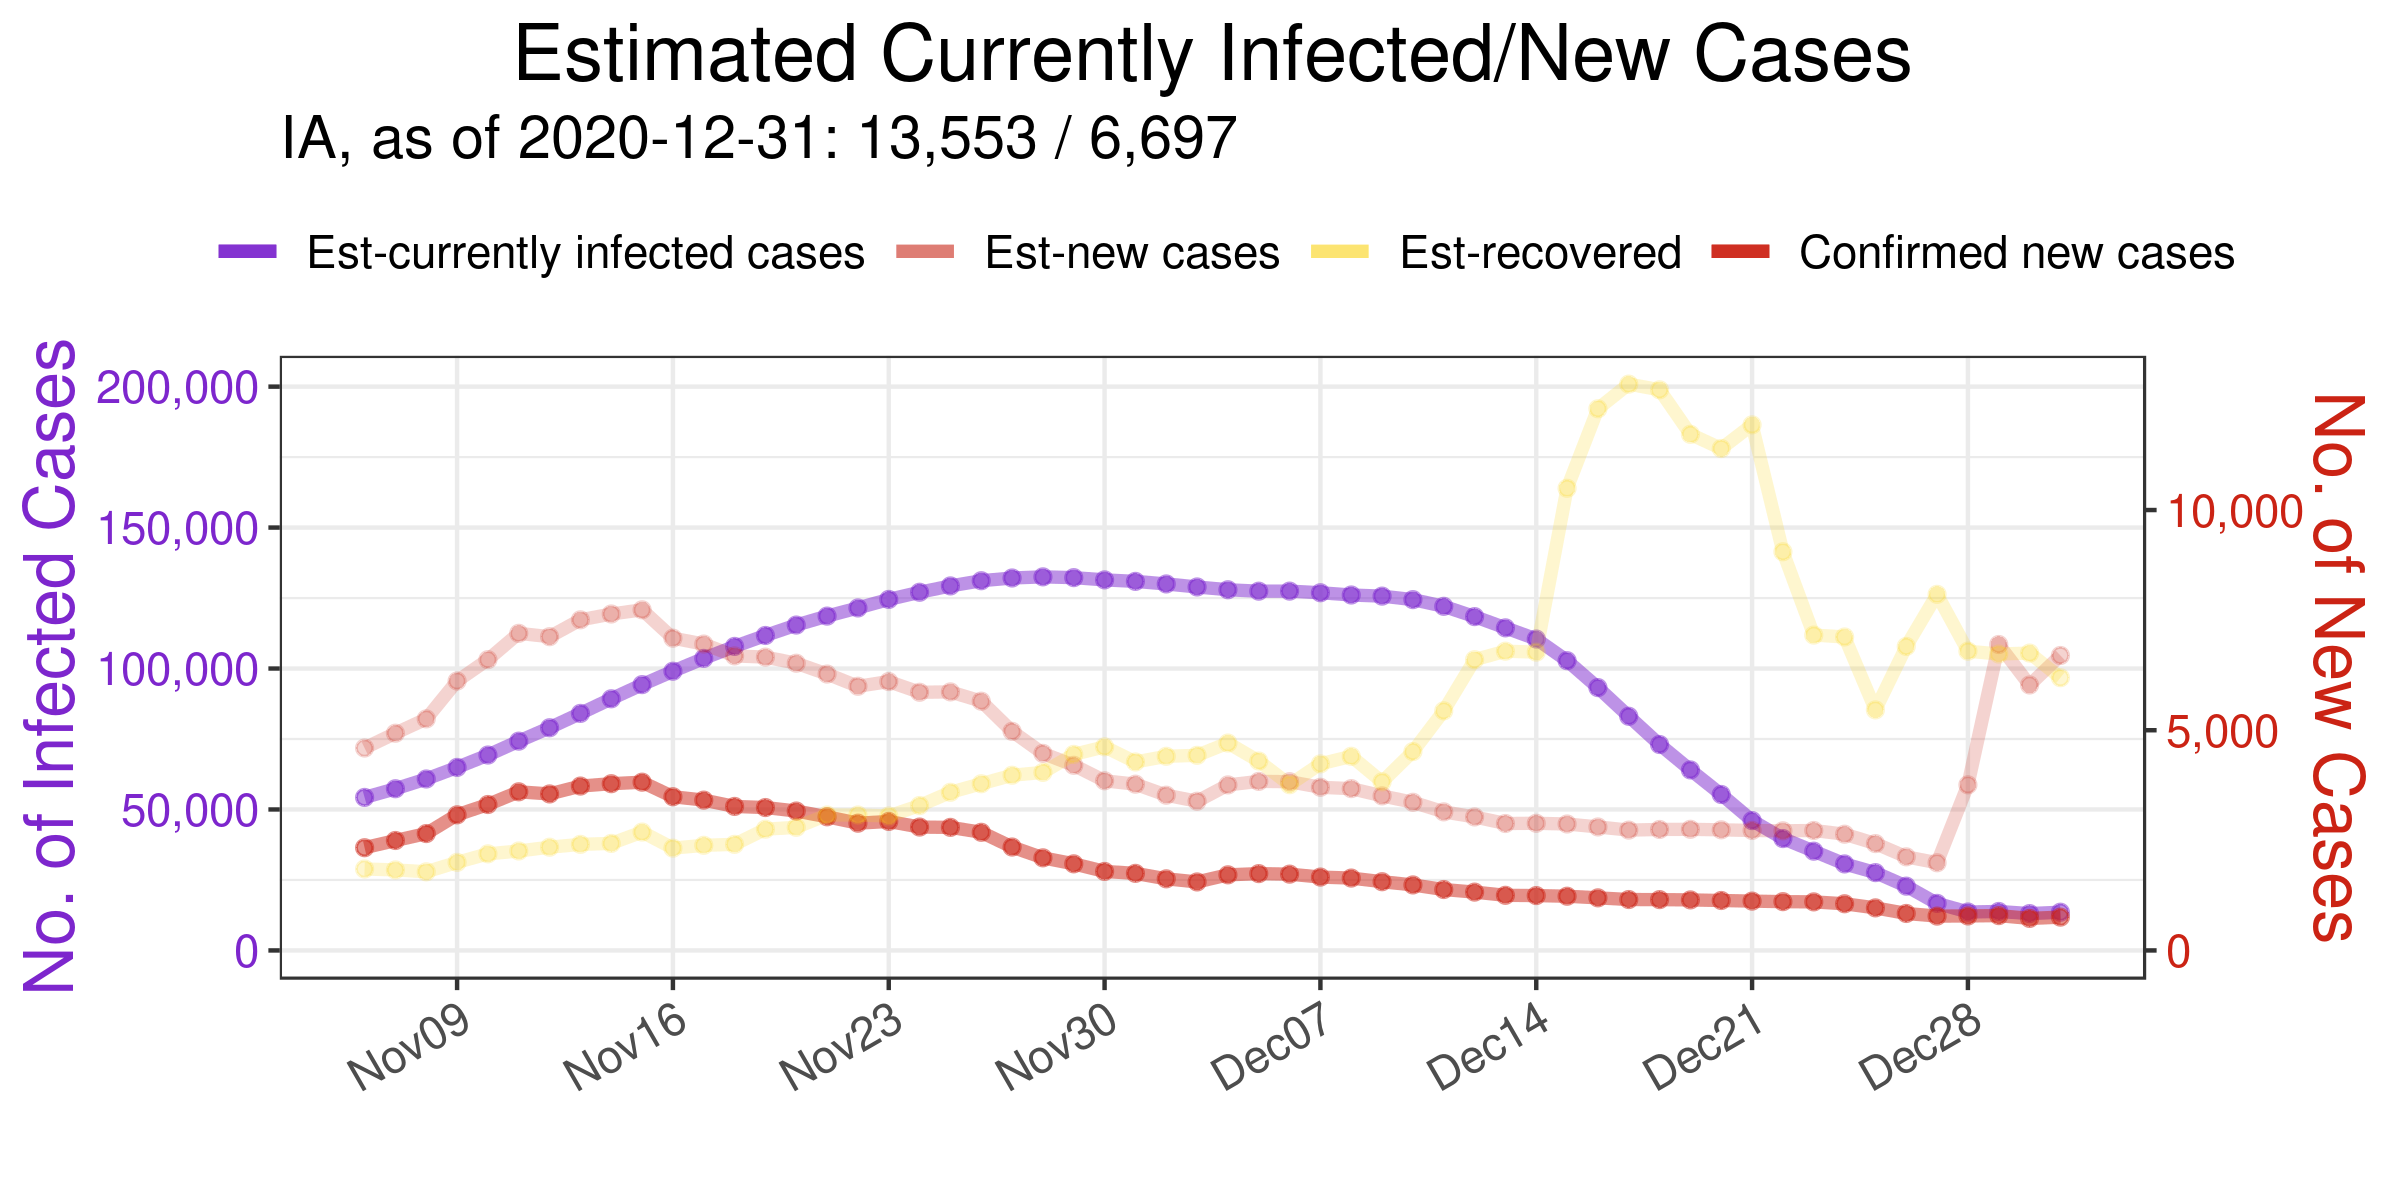 Estimated Currently Infected/New Cases
IA, as of 2020-12-31: 13,553 / 6,697
Est-currently infected cases Est-new cases Est-recovered Confirmed new cases
No. of Infected Cases
200,000
150,000
100,000
50,000
0
10,000
5,000
0
No. of New Cases
Nov09 Nov16 Nov23 Nov30 Dec07 Dec14 Dec21 Dec28